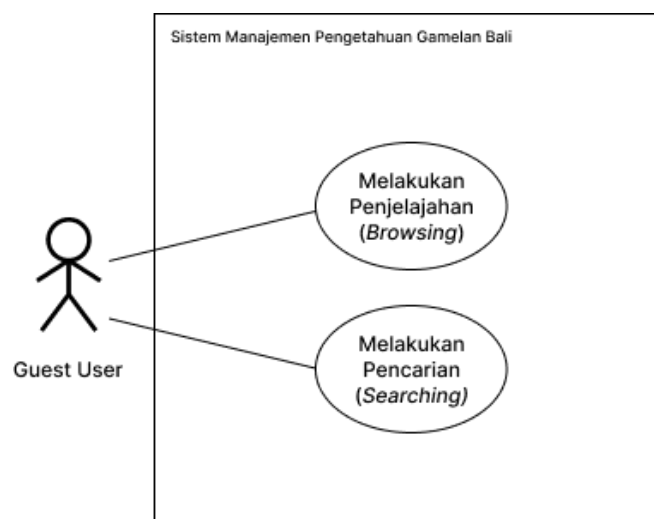 Sistem Manajemen Pengetahuan Gamelan Bali
Melakukan
Penjelajahan
(Browsing)
Guest User
Melakukan
Pencarian
(Searching)